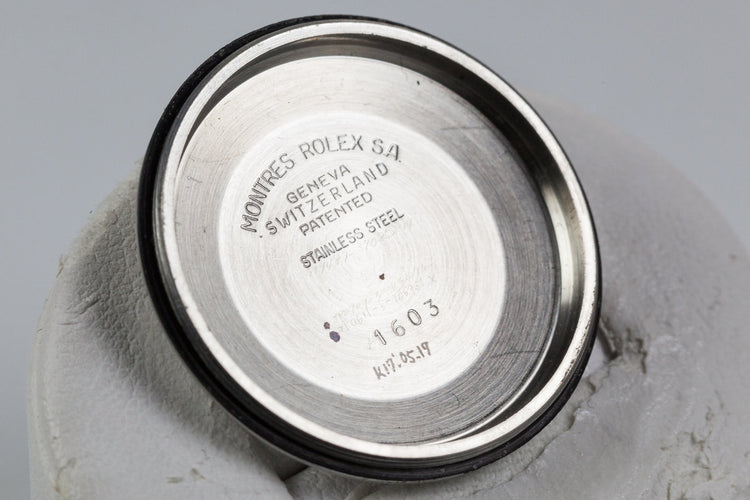 MONTRES ROLEX S.A.
GENEVA
SWITZERLAND
PATENTED
STAINLESS STEEL
1603
K17.05.17